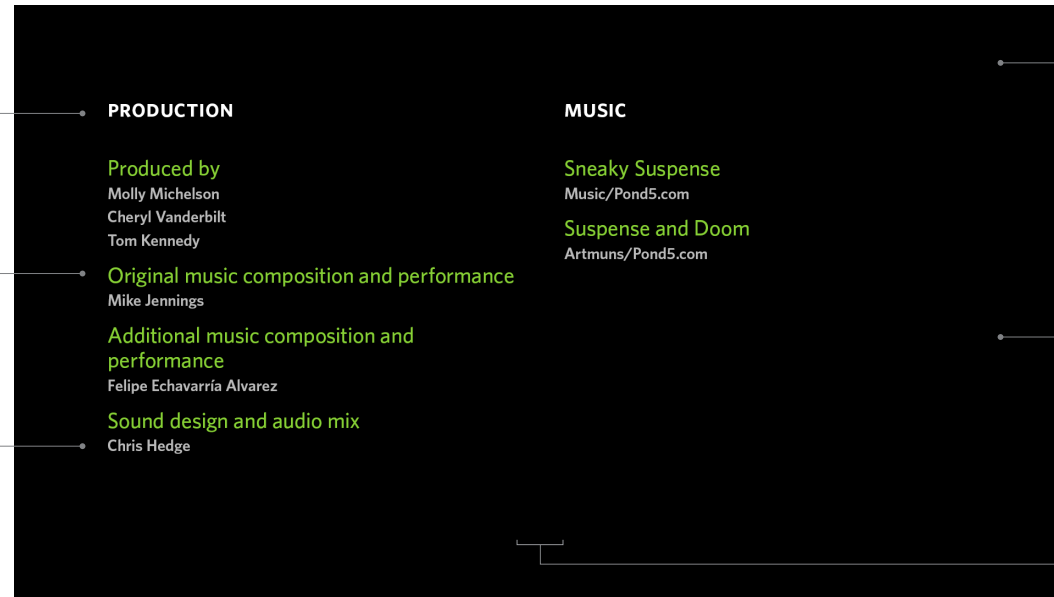 PRODUCTION
Produced by
Molly Michelson
Cheryl Vanderbilt
Tom Kennedy
Original music composition and performance
Mike Jennings
Additional music composition and
performance
Felipe Echavarría Alvarez
Sound design and audio mix
Chris Hedge
MUSIC
Sneaky Suspense
Music/Pond5.com
Suspense and Doom
Artmuns/Pond5.com